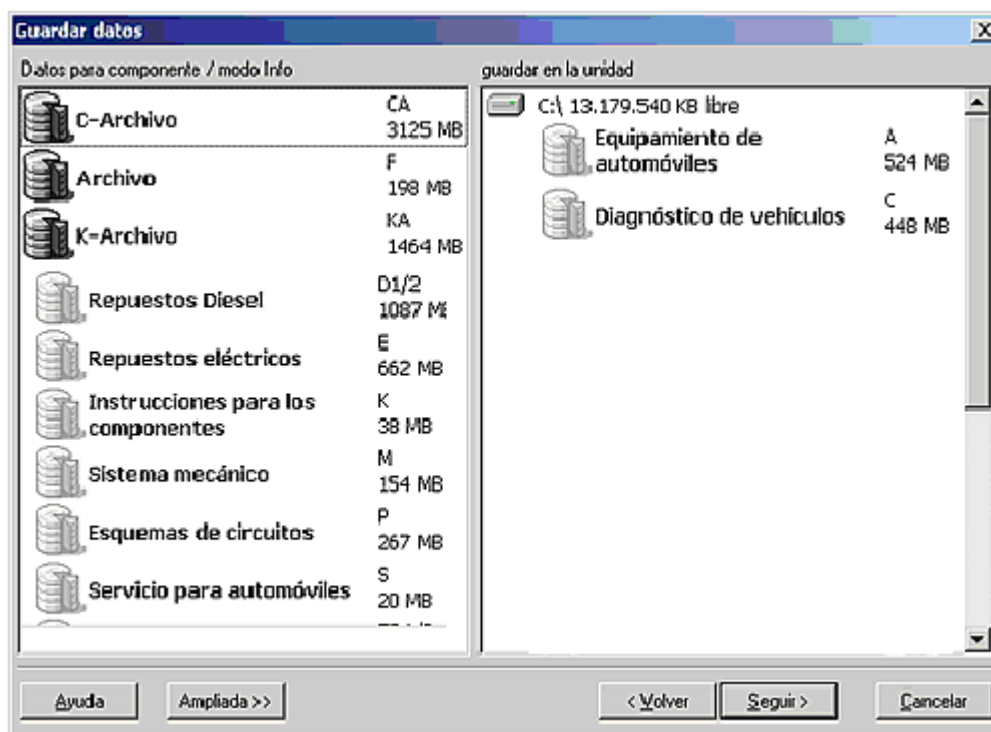 Guardar datos
Datos para componente / modo Info
guardar en la unidad
C-Archivo
CA
3125 MB
Archivo
F
198 MB
K-Archivo
KA
1464 MB
Repuestos Diesel
D1/2
1087 M
Repuestos eléctricos
E
662 MB
Instrucciones para los
componentes
K
38 MB
Sistema mecánico
M
154 MB
Esquemas de circuitos
P
267 MB
Servicio para automóviles
S
20 MB
C:\ 13.179.540 KB libre
Equipamiento de
automóviles
A
524 MB
Diagnóstico de vehículos
C
448 MB
Ayuda
Ampliada >>
< Volver
Seguir >
Cancelar